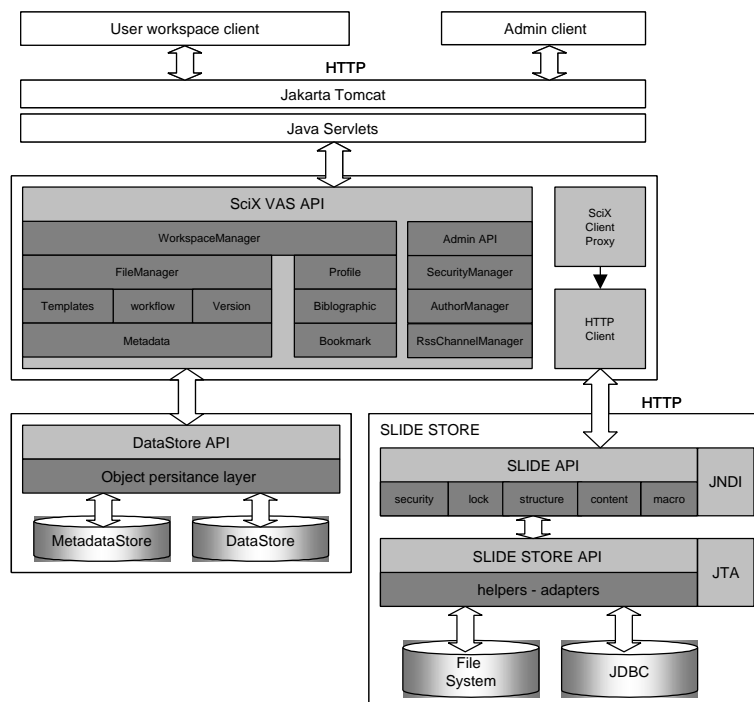 User workspace client
Admin client
HTTP
Jakarta Tomcat
Java Servlets
SciX VAS API
WorkspaceManager
FileManager
Templates
workflow
Version
Metadata
Profile
Biblographic
Bookmark
Admin API
SecurityManager
AuthorManager
RssChannelManager
SciX
Client
Proxy
HTTP
Client
HTTP
DataStore API
Object persitance layer
MetadataStore
DataStore
SLIDE STORE
SLIDE API
security
lock
structure
content
macro
JNDI
SLIDE STORE API
helpers - adapters
JTA
File
System
JDBC